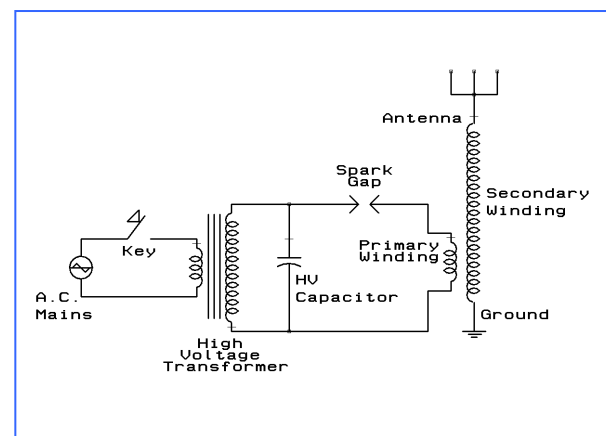 Antenna
Spark
Gap
Secondary
Winding
Key
Primary
Winding
HV
Capacitor
A.C.
Mains
Ground
High
Voltage
Transformer